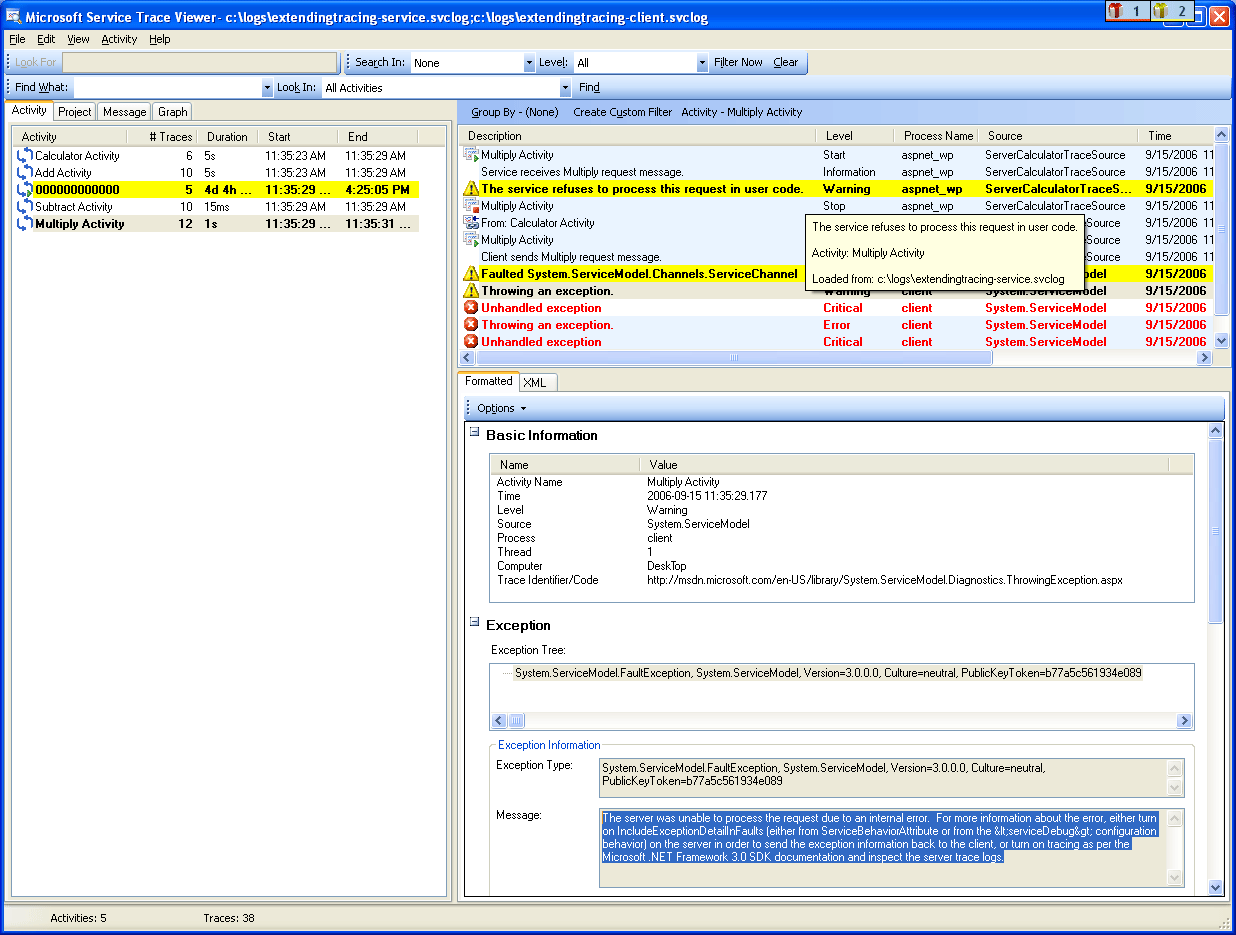 Microsoft Service Trace Viewer- c:\logs\extendingtracing-service.svclog;c:\logs\extendingtracing-client.svclog
1 2
File Edit View Activity Help
Look For Search In: None Level: All Filter Now Clear
Find What: Look In: All Activities Find
Activity Project Message Graph
Activity # Traces Duration Start End
Calculator Activity 6 5s 11:35:23 AM 11:35:29 AM
Add Activity 10 5s 11:35:23 AM 11:35:29 AM
000000000000 5 4d 4h ... 11:35:29 ... 4:25:05 PM
Subtract Activity 10 15ms 11:35:29 AM 11:35:29 AM
Multiply Activity 12 1s 11:35:29 ... 11:35:31 ...
Group By - (None) Create Custom Filter Activity - Multiply Activity
Description Level Process Name Source Time
Multiply Activity Start aspnet_wp ServerCalculatorTraceSource 9/15/2006 11
Service receives Multiply request message. Information aspnet_wp ServerCalculatorTraceSource 9/15/2006 11
The service refuses to process this request in user code. Warning aspnet_wp ServerCalculatorTraceS... 9/15/2006
Multiply Activity Stop aspnet_wp ServerCalculatorTraceSource 9/15/2006 11
From: Calculator Activity Source 9/15/2006 11
Multiply Activity Source 9/15/2006 11
Client sends Multiply request message. Source 9/15/2006 11
Faulted System.ServiceModel.Channels.ServiceChannel Model 9/15/2006
Throwing an exception. Warning client System.ServiceModel 9/15/2006
Unhandled exception Critical client System.ServiceModel 9/15/2006
Throwing an exception. Error client System.ServiceModel 9/15/2006
Unhandled exception Critical client System.ServiceModel 9/15/2006
The service refuses to process this request in user code.
Activity: Multiply Activity
Loaded from: c:\logs\extendingtracing-service.svclog
Formatted XML
Options
Basic Information
Name Value
Activity Name Multiply Activity
Time 2006-09-15 11:35:29.177
Level Warning
Source System.ServiceModel
Process client
Thread 1
Computer DeskTop
Trace Identifier/Code http://msdn.microsoft.com/en-US/library/System.ServiceModel.Diagnostics.ThrowingException.aspx
Exception
Exception Tree:
System.ServiceModel.FaultException, System.ServiceModel, Version=3.0.0.0, Culture=neutral, PublicKeyToken=b77a5c561934e089
Exception Information
Exception Type: System.ServiceModel.FaultException, System.ServiceModel, Version=3.0.0.0, Culture=neutral,
PublicKeyToken=b77a5c561934e089
Message: The server was unable to process the request due to an internal error. For more information about the error, either turn
on IncludeExceptionDetailInFaults (either from ServiceBehaviorAttribute or from the &lt;serviceDebug&gt; configuration
behavior) on the server in order to send the exception information back to the client, or turn on tracing as per the
Microsoft .NET Framework 3.0 SDK documentation and inspect the server trace logs.
Activities: 5 Traces: 38